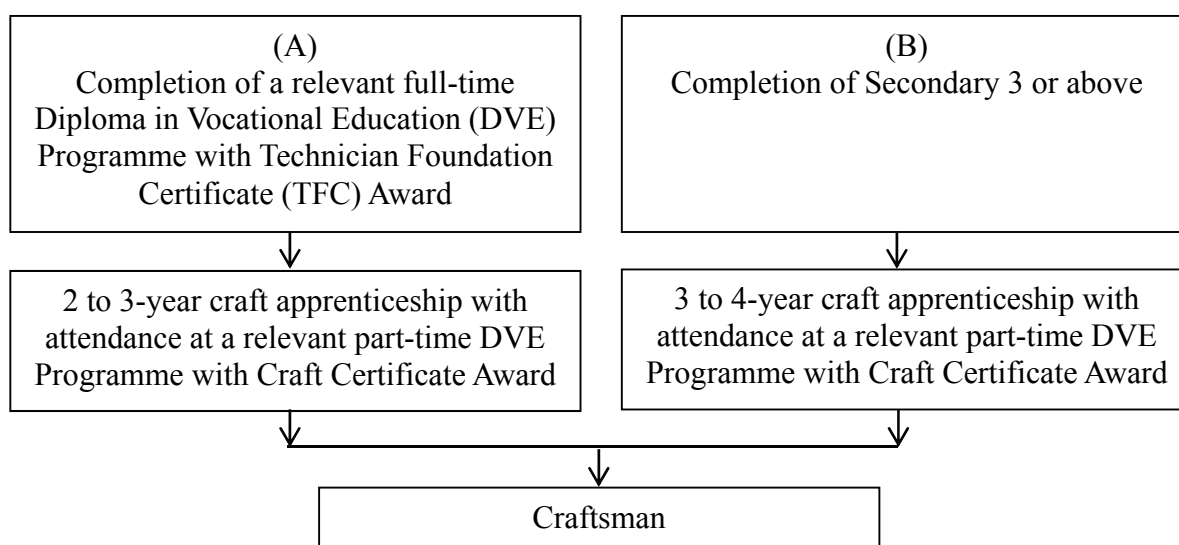 (A)
Completion of a relevant full-time
Diploma in Vocational Education (DVE)
Programme with Technician Foundation
Certificate (TFC) Award
(B)
Completion of Secondary 3 or above
2 to 3-year craft apprenticeship with
attendance at a relevant part-time DVE
Programme with Craft Certificate Award
3 to 4-year craft apprenticeship with
attendance at a relevant part-time DVE
Programme with Craft Certificate Award
Craftsman